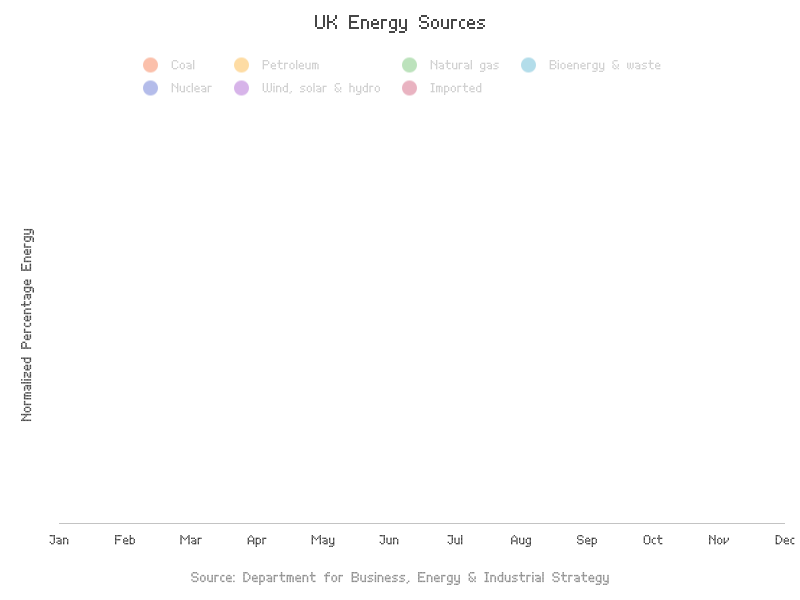 UK Energy Sources
Coal Petroleum Natural gas Bioenergy & waste
Nuclear Wind, solar & hydro Imported
Normalized Percentage Energy
Jan Feb Mar Apr May Jun Jul Aug Sep Oct Nov Dec
Source: Department for Business, Energy & Industrial Strategy